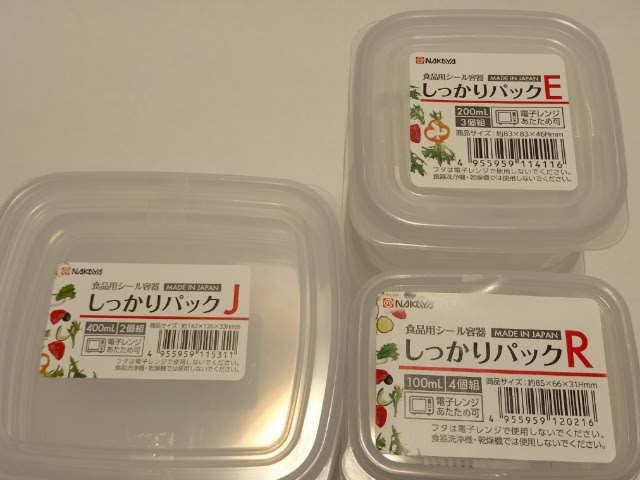 NAKAYA
食品用シール容器 MADE IN JAPAN
しっかりパックE
200mL 3個組
電子レンジ あたため可
商品サイズ:約83×83×46Hmm
4 955959 114116
フタは電子レンジで使用しないでください。
食器洗浄機・乾燥機では使用しないでください。
NAKAYA
食品用シール容器 MADE IN JAPAN
しっかりパックJ
400mL 2個組
商品サイズ:約142×126×33Hmm
電子レンジ あたため可
4 955959 115311
フタは電子レンジで使用しないでください。
食器洗浄機・乾燥機では使用しないでください。
NAKAYA
食品用シール容器 MADE IN JAPAN
しっかりパックR
100mL 4個組
商品サイズ:約85×66×31Hmm
電子レンジ あたため可
4 955959 120216
フタは電子レンジで使用しないでください。
食器洗浄機・乾燥機では使用しないでください。